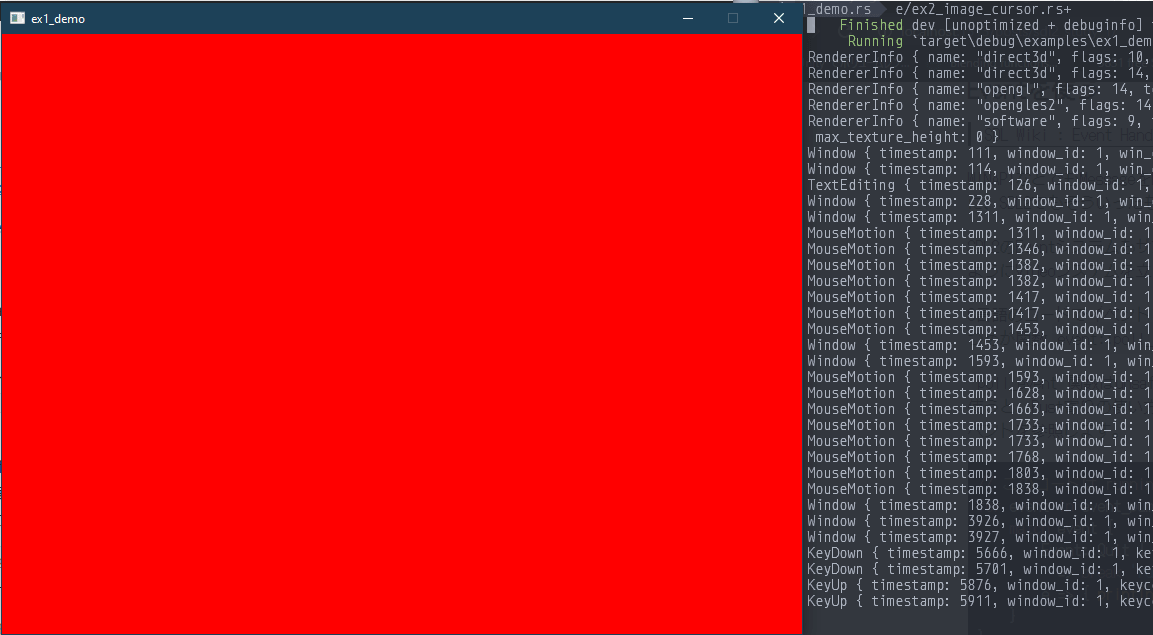 ex1_demo
1_demo.rs e/ex2_image_cursor.rs+
Finished dev [unoptimized + debuginfo]
Running `target\debug\examples\ex1_dem
RendererInfo { name: "direct3d", flags: 10,
RendererInfo { name: "direct3d", flags: 14,
RendererInfo { name: "opengl", flags: 14, t
RendererInfo { name: "opengles2", flags: 14
RendererInfo { name: "software", flags: 9,
max_texture_height: 0 }
Window { timestamp: 111, window_id: 1, win_
Window { timestamp: 114, window_id: 1, win_
TextEditing { timestamp: 126, window_id: 1,
Window { timestamp: 228, window_id: 1, win_
Window { timestamp: 1311, window_id: 1, win
MouseMotion { timestamp: 1311, window_id: 1
MouseMotion { timestamp: 1346, window_id: 1
MouseMotion { timestamp: 1382, window_id: 1
MouseMotion { timestamp: 1382, window_id: 1
MouseMotion { timestamp: 1417, window_id: 1
MouseMotion { timestamp: 1417, window_id: 1
MouseMotion { timestamp: 1453, window_id: 1
Window { timestamp: 1453, window_id: 1, win
Window { timestamp: 1593, window_id: 1, win
MouseMotion { timestamp: 1593, window_id: 1
MouseMotion { timestamp: 1628, window_id: 1
MouseMotion { timestamp: 1663, window_id: 1
MouseMotion { timestamp: 1733, window_id: 1
MouseMotion { timestamp: 1733, window_id: 1
MouseMotion { timestamp: 1768, window_id: 1
MouseMotion { timestamp: 1803, window_id: 1
MouseMotion { timestamp: 1838, window_id: 1
Window { timestamp: 1838, window_id: 1, win
Window { timestamp: 3926, window_id: 1, win
Window { timestamp: 3927, window_id: 1, win
KeyDown { timestamp: 5666, window_id: 1, ke
KeyDown { timestamp: 5701, window_id: 1, ke
KeyUp { timestamp: 5876, window_id: 1, keyc
KeyUp { timestamp: 5911, window_id: 1, keyc